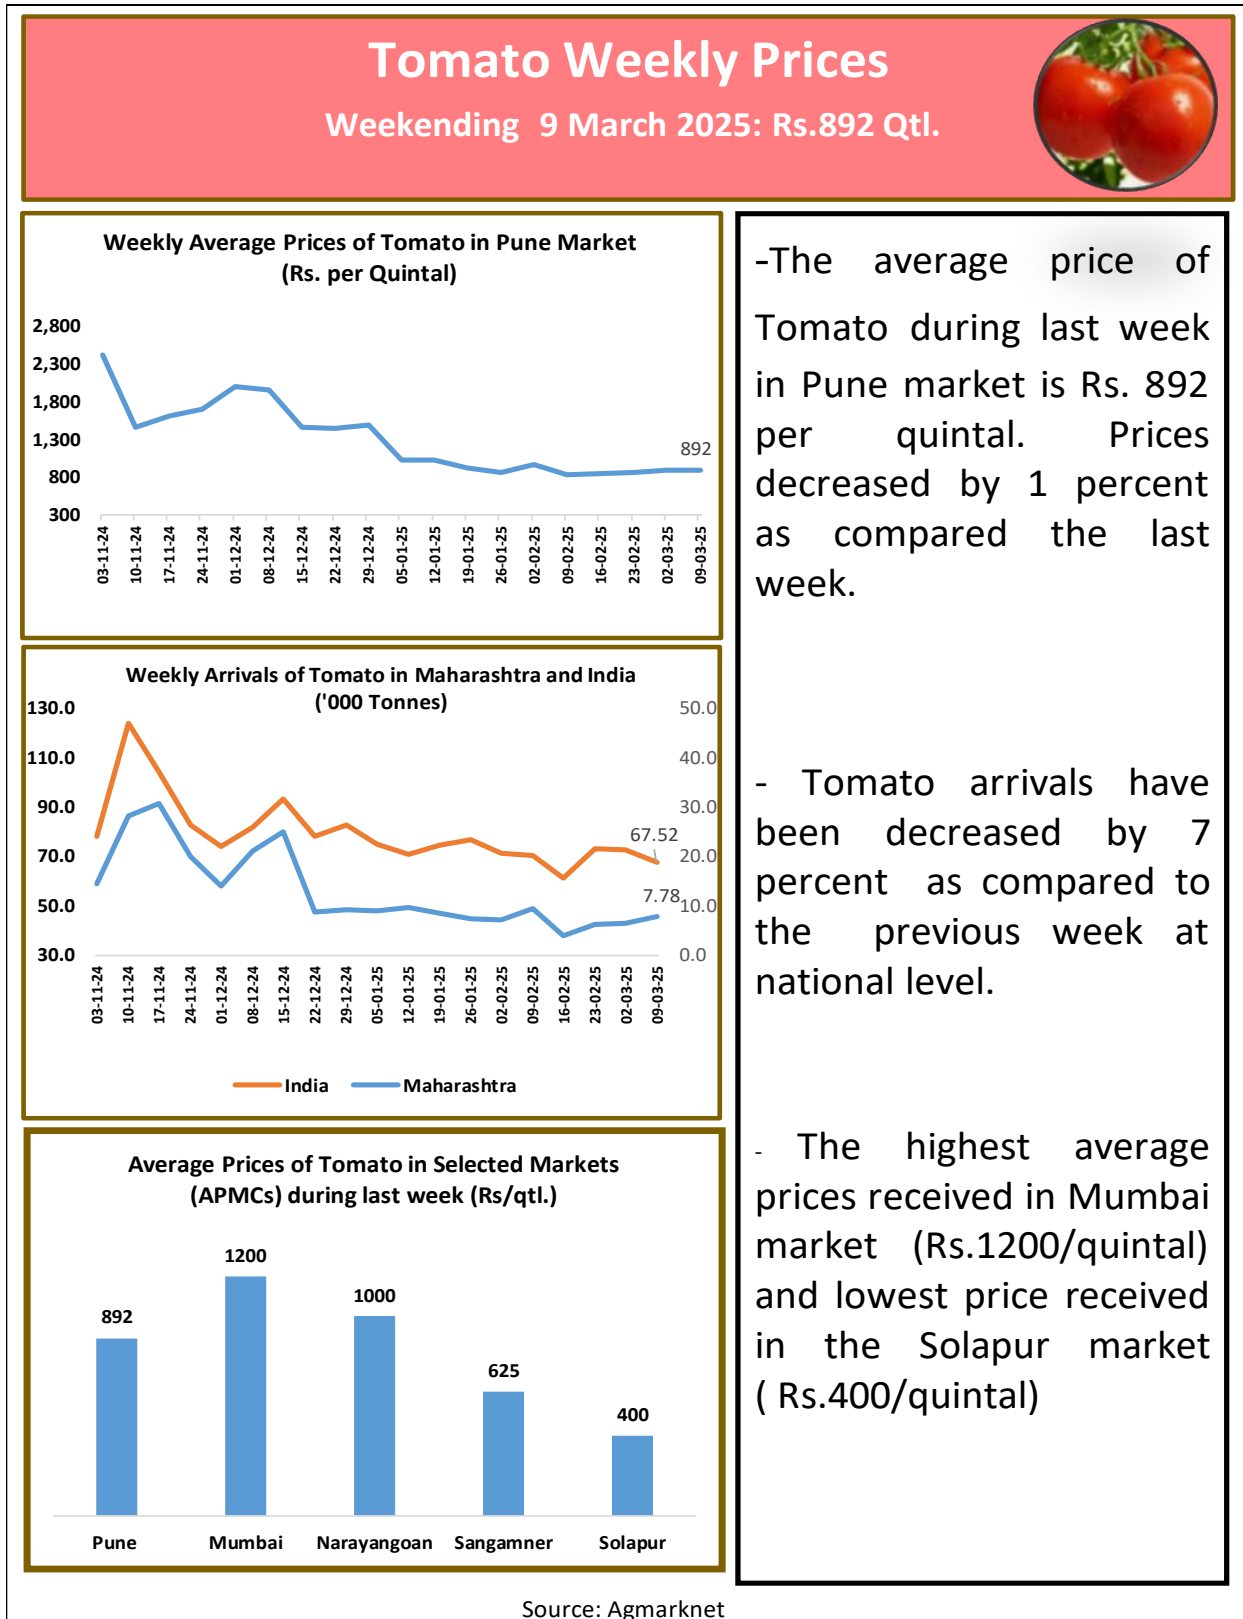 Tomato Weekly Prices
Weekending 9 March 2025: Rs.892 Qtl.
Weekly Average Prices of Tomato in Pune Market
(Rs. per Quintal)
2,800
2,300
1,800
1,300
800
300
892
03-11-24
10-11-24
17-11-24
24-11-24
01-12-24
08-12-24
15-12-24
22-12-24
29-12-24
05-01-25
12-01-25
19-01-25
26-01-25
02-02-25
09-02-25
16-02-25
23-02-25
02-03-25
09-03-25
Weekly Arrivals of Tomato in Maharashtra and India
('000 Tonnes)
130.0
110.0
90.0
70.0
50.0
30.0
50.0
40.0
30.0
20.0
10.0
0.0
67.52
7.78
03-11-24
10-11-24
17-11-24
24-11-24
01-12-24
08-12-24
15-12-24
22-12-24
29-12-24
05-01-25
12-01-25
19-01-25
26-01-25
02-02-25
09-02-25
16-02-25
23-02-25
02-03-25
09-03-25
India Maharashtra
Average Prices of Tomato in Selected Markets
(APMCs) during last week (Rs/qtl.)
892
1200
1000
625
400
Pune Mumbai Narayangoan Sangamner Solapur
-The average price of
Tomato during last week
in Pune market is Rs. 892
per quintal. Prices
decreased by 1 percent
as compared the last
week.
- Tomato arrivals have
been decreased by 7
percent as compared to
the previous week at
national level.
- The highest average
prices received in Mumbai
market (Rs.1200/quintal)
and lowest price received
in the Solapur market
( Rs.400/quintal)
Source: Agmarknet